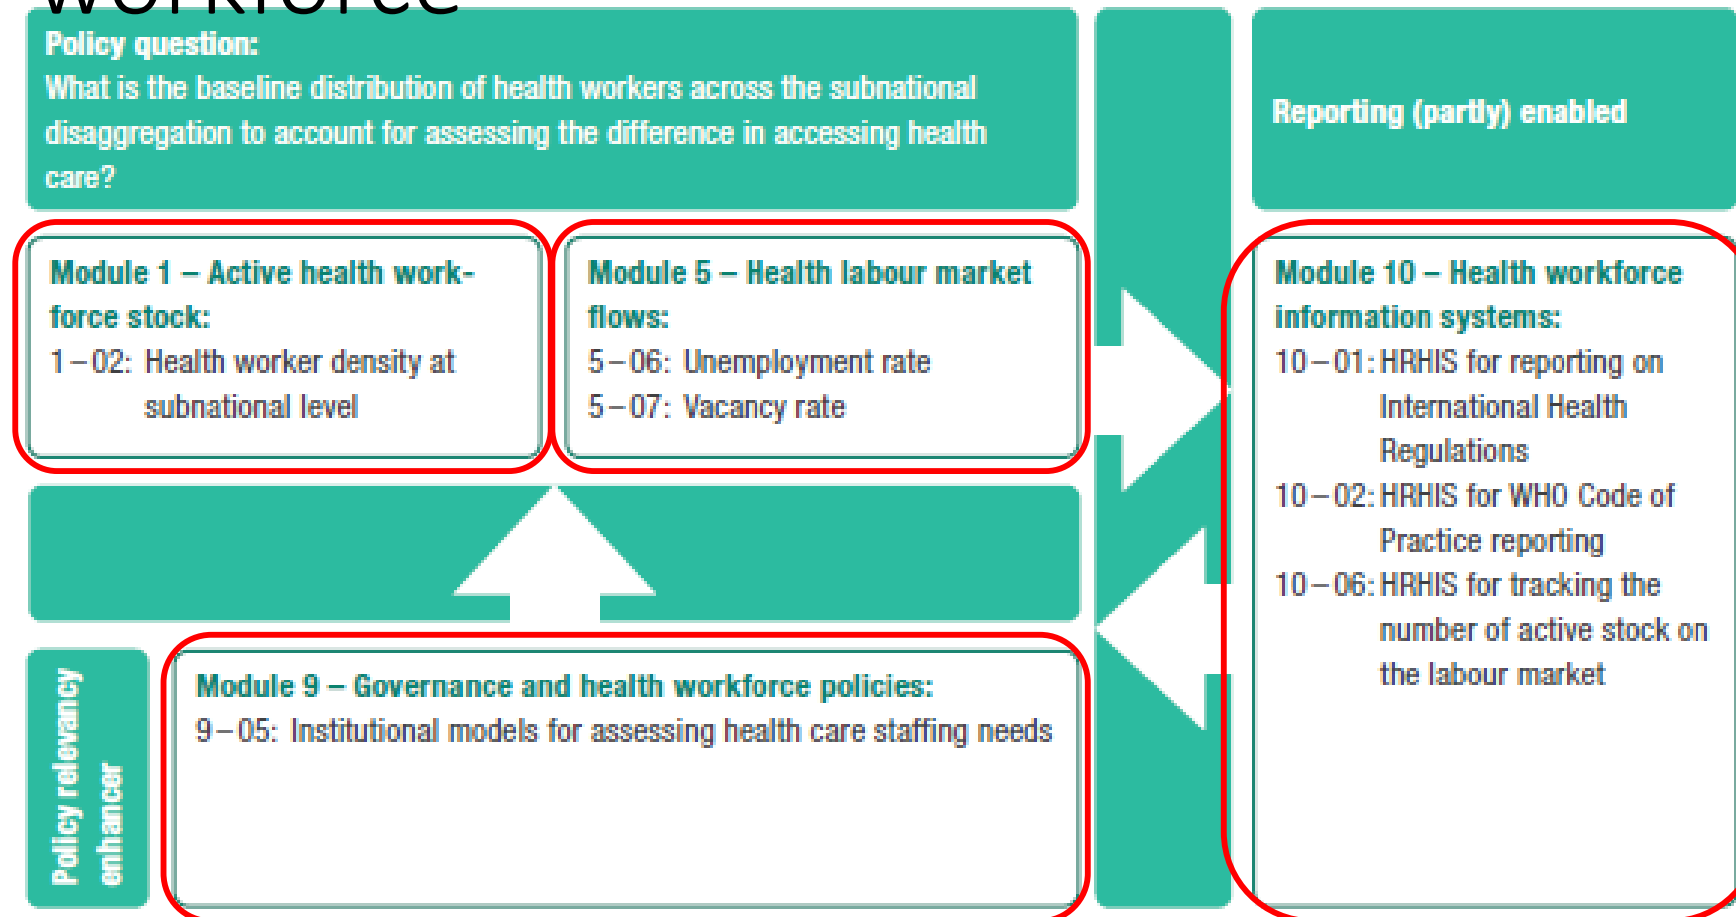 workforce
Policy question:
What is the baseline distribution of health workers across the subnational
disaggregation to account for assessing the difference in accessing health
care?
Reporting (partly) enabled
Module 1 – Active health work-
force stock:
1–02: Health worker density at
subnational level
Module 5 – Health labour market
flows:
5–06: Unemployment rate
5–07: Vacancy rate
Module 10 – Health workforce
information systems:
10–01: HRHIS for reporting on
International Health
Regulations
10–02: HRHIS for WHO Code of
Practice reporting
10–06: HRHIS for tracking the
number of active stock on
the labour market
Policy relevancy
enhancer
Module 9 – Governance and health workforce policies:
9–05: Institutional models for assessing health care staffing needs